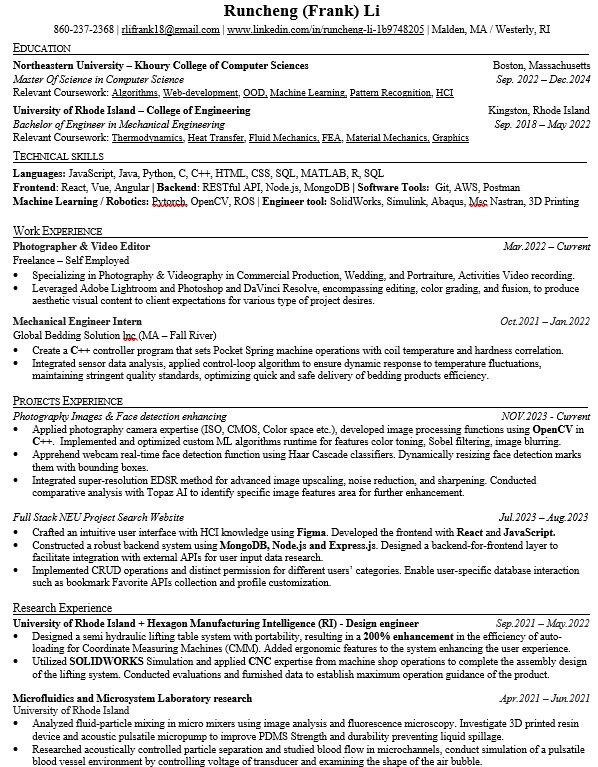 Runcheng (Frank) Li
860-237-2368 | rlifrank18@gmail.com | www.linkedin.com/in/runcheng-li-1b9748205 | Malden, MA / Westerly, RI
EDUCATION
Northeastern University – Khoury College of Computer Sciences Boston, Massachusetts
Master Of Science in Computer Science Sep. 2022 – Dec.2024
Relevant Coursework: Algorithms, Web-development, OOD, Machine Learning, Pattern Recognition, HCI
University of Rhode Island – College of Engineering Kingston, Rhode Island
Bachelor of Engineer in Mechanical Engineering Sep. 2018 – May 2022
Relevant Coursework: Thermodynamics, Heat Transfer, Fluid Mechanics, FEA, Material Mechanics, Graphics
TECHNICAL SKILLS
Languages: JavaScript, Java, Python, C, C++, HTML, CSS, SQL, MATLAB, R, SQL
Frontend: React, Vue, Angular | Backend: RESTful API, Node.js, MongoDB | Software Tools: Git, AWS, Postman
Machine Learning / Robotics: Pytorch, OpenCV, ROS | Engineer tool: SolidWorks, Simulink, Abaqus, Msc Nastran, 3D Printing
Work EXPERIENCE
Photographer & Video Editor Mar.2022 – Current
Freelance – Self Employed
• Specializing in Photography & Videography in Commercial Production, Wedding, and Portraiture, Activities Video recording.
• Leveraged Adobe Lightroom and Photoshop and DaVinci Resolve, encompassing editing, color grading, and fusion, to produce
aesthetic visual content to client expectations for various type of project desires.
Mechanical Engineer Intern Oct.2021 – Jan.2022
Global Bedding Solution Inc.(MA – Fall River)
• Create a C++ controller program that sets Pocket Spring machine operations with coil temperature and hardness correlation.
• Integrated sensor data analysis, applied control-loop algorithm to ensure dynamic response to temperature fluctuations,
maintaining stringent quality standards, optimizing quick and safe delivery of bedding products efficiency.
PROJECTS EXPERIENCE
Photography Images & Face detection enhancing NOV.2023 - Current
• Applied photography camera expertise (ISO, CMOS, Color space etc.), developed image processing functions using OpenCV in
C++. Implemented and optimized custom ML algorithms runtime for features color toning, Sobel filtering, image blurring.
• Apprehend webcam real-time face detection function using Haar Cascade classifiers. Dynamically resizing face detection marks
them with bounding boxes.
• Integrated super-resolution EDSR method for advanced image upscaling, noise reduction, and sharpening. Conducted
comparative analysis with Topaz AI to identify specific image features area for further enhancement.
Full Stack NEU Project Search Website Jul.2023 – Aug.2023
• Crafted an intuitive user interface with HCI knowledge using Figma. Developed the frontend with React and JavaScript.
• Constructed a robust backend system using MongoDB, Node.js and Express.js. Designed a backend-for-frontend layer to
facilitate integration with external APIs for user input data research.
• Implemented CRUD operations and distinct permission for different users’ categories. Enable user-specific database interaction
such as bookmark Favorite APIs collection and profile customization.
Research Experience
University of Rhode Island + Hexagon Manufacturing Intelligence (RI) - Design engineer Sep.2021 – May.2022
• Designed a semi hydraulic lifting table system with portability, resulting in a 200% enhancement in the efficiency of auto-
loading for Coordinate Measuring Machines (CMM). Added ergonomic features to the system enhancing the user experience.
• Utilized SOLIDWORKS Simulation and applied CNC expertise from machine shop operations to complete the assembly design
of the lifting system. Conducted evaluations and furnished data to establish maximum operation guidance of the product.
Microfluidics and Microsystem Laboratory research Apr.2021 – Jun.2021
University of Rhode Island
• Analyzed fluid-particle mixing in micro mixers using image analysis and fluorescence microscopy. Investigate 3D printed resin
device and acoustic pulsatile micropump to improve PDMS Strength and durability preventing liquid spillage.
• Researched acoustically controlled particle separation and studied blood flow in microchannels, conduct simulation of a pulsatile
blood vessel environment by controlling voltage of transducer and examining the shape of the air bubble.